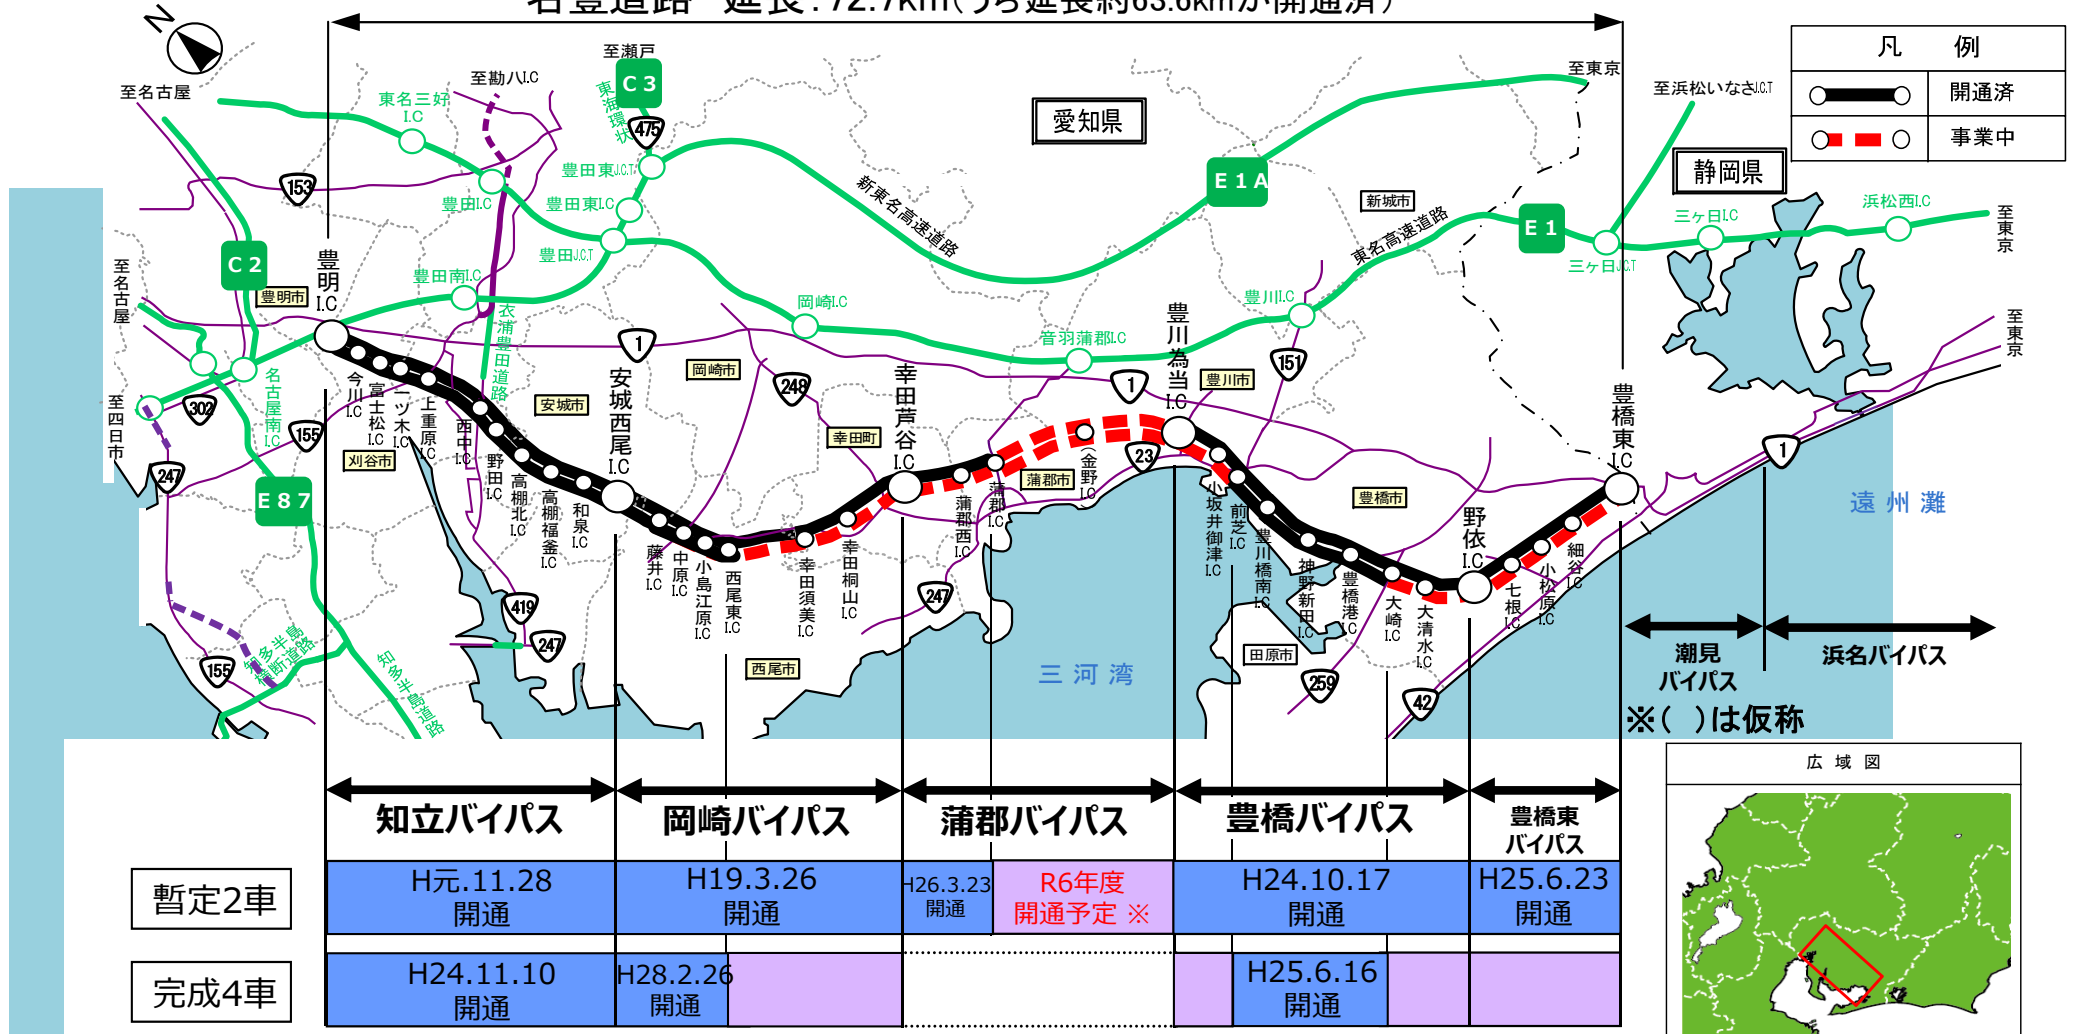 名豊道路 延長：72.7km（うち延長約63.6kmが開通済）
N
凡 例
開通済
事業中
至瀬戸
C3
至勘八I.C
東海環状
475
至名古屋
東名三好
I.C
至東京
至浜松いなさJ.C.T
愛知県
静岡県
153
豊田東J.C.T
豊田I.C
豊田東I.C
豊田J.C.T
新東名高速道路
E1A
新城市
東名高速道路
E1
三ヶ日I.C
浜松西I.C
至東京
三ヶ日J.C.T
至名古屋
C2
豊明市
豊明
I.C
豊田南I.C
衣浦豊田道路
岡崎I.C
音羽蒲郡I.C
豊川I.C
豊川為当
I.C
至東京
1
岡崎市
248
1
151
豊川市
至四日市
302
名古屋南I.C
155
刈谷市
今川I.C
富士松I.C
一ツ木I.C
上重原I.C
西中I.C
野田I.C
高棚北I.C
高棚福釜I.C
和泉I.C
安城市
安城西尾
I.C
幸田町
幸田芦谷
I.C
蒲郡市
(金野I.C)
23
豊橋市
豊橋東
I.C
1
遠州灘
247
E87
藤井I.C
中原I.C
小島江原I.C
西尾東I.C
幸田須美I.C
幸田桐山I.C
蒲郡西I.C
蒲郡I.C
小坂井御津I.C
前芝I.C
豊川橋南I.C
神野新田I.C
豊橋港I.C
大崎I.C
大清水I.C
野依
I.C
七根I.C
小松原I.C
細谷I.C
419
247
247
155
知多半島
横断道路
知多半島道路
西尾市
三河湾
田原市
259
42
潮見
バイパス
浜名バイパス
※( )は仮称
広域図
知立バイパス
岡崎バイパス
蒲郡バイパス
豊橋バイパス
豊橋東
バイパス
暫定2車
H元.11.28
開通
H19.3.26
開通
H26.3.23
開通
R6年度
開通予定 ※
H24.10.17
開通
H25.6.23
開通
完成4車
H24.11.10
開通
H28.2.26
開通
H25.6.16
開通